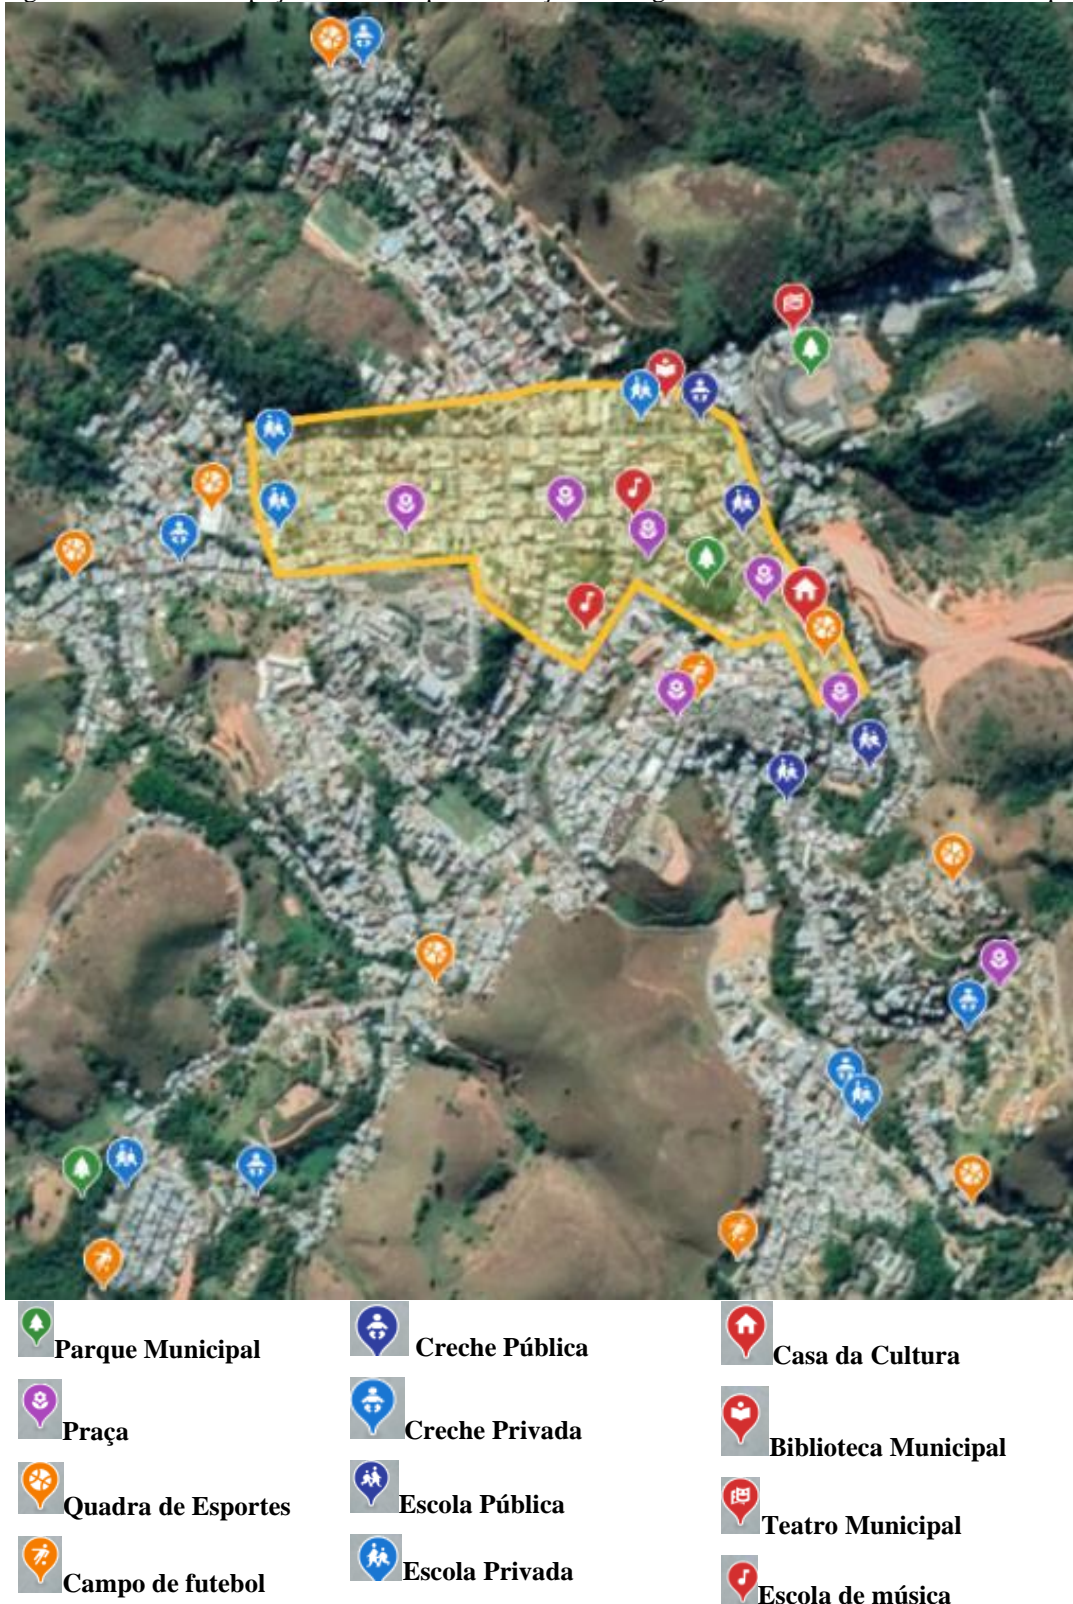 Parque Municipal
Creche Pública
Casa da Cultura
Praça
Creche Privada
Biblioteca Municipal
Quadra de Esportes
Escola Pública
Teatro Municipal
Campo de futebol
Escola Privada
Escola de música